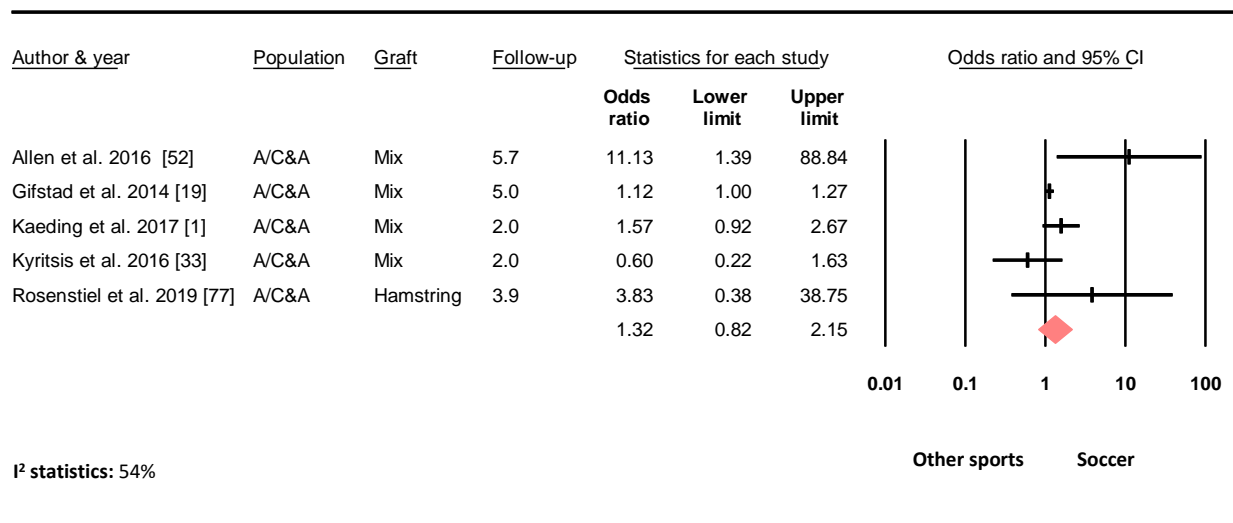 Author & year Population Graft Follow-up Statistics for each study Odds ratio and 95% CI
Odds ratio Lower limit Upper limit
Allen et al. 2016 [52] A/C&A Mix 5.7 11.13 1.39 88.84
Gifstad et al. 2014 [19] A/C&A Mix 5.0 1.12 1.00 1.27
Kaeding et al. 2017 [1] A/C&A Mix 2.0 1.57 0.92 2.67
Kyritsis et al. 2016 [33] A/C&A Mix 2.0 0.60 0.22 1.63
Rosenstiel et al. 2019 [77] A/C&A Hamstring 3.9 3.83 0.38 38.75
1.32 0.82 2.15
0.01 0.1 1 10 100
Other sports Soccer
I² statistics: 54%